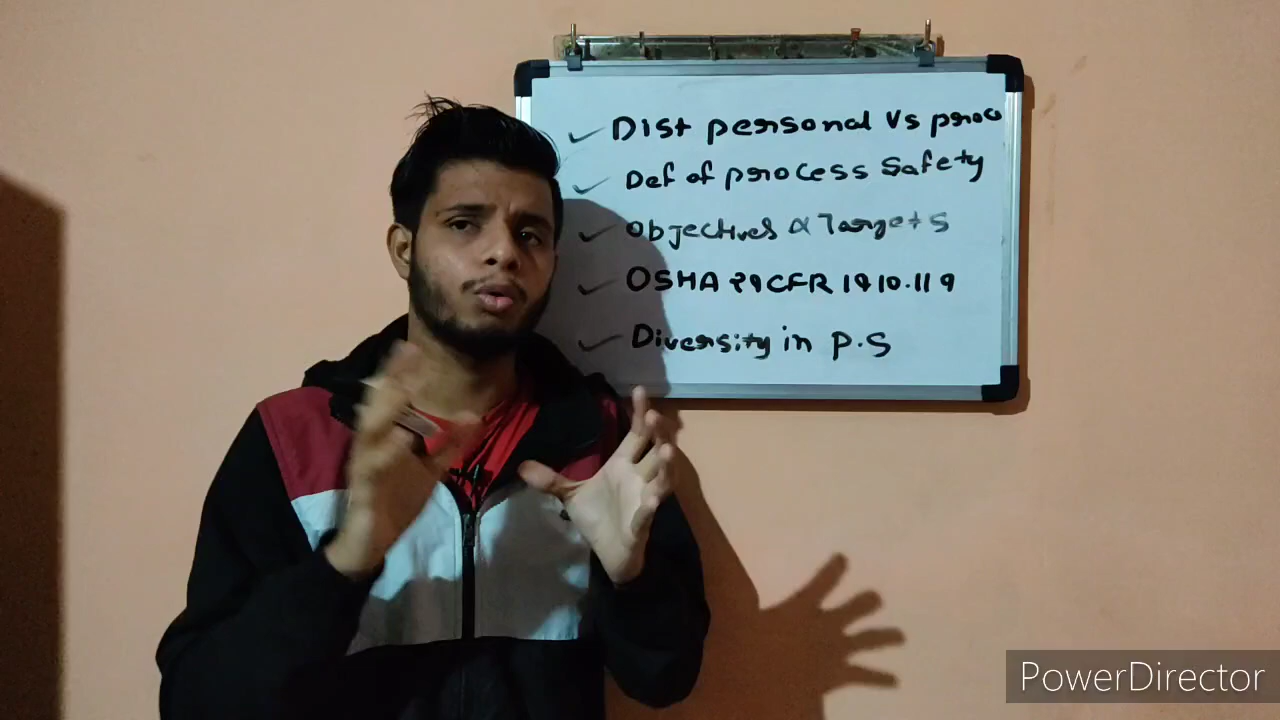 Dist personal Vs proc
Def of process Safety
Objectives & Targets
OSHA 29CFR 1910.119
Diversity in P.S
PowerDirector